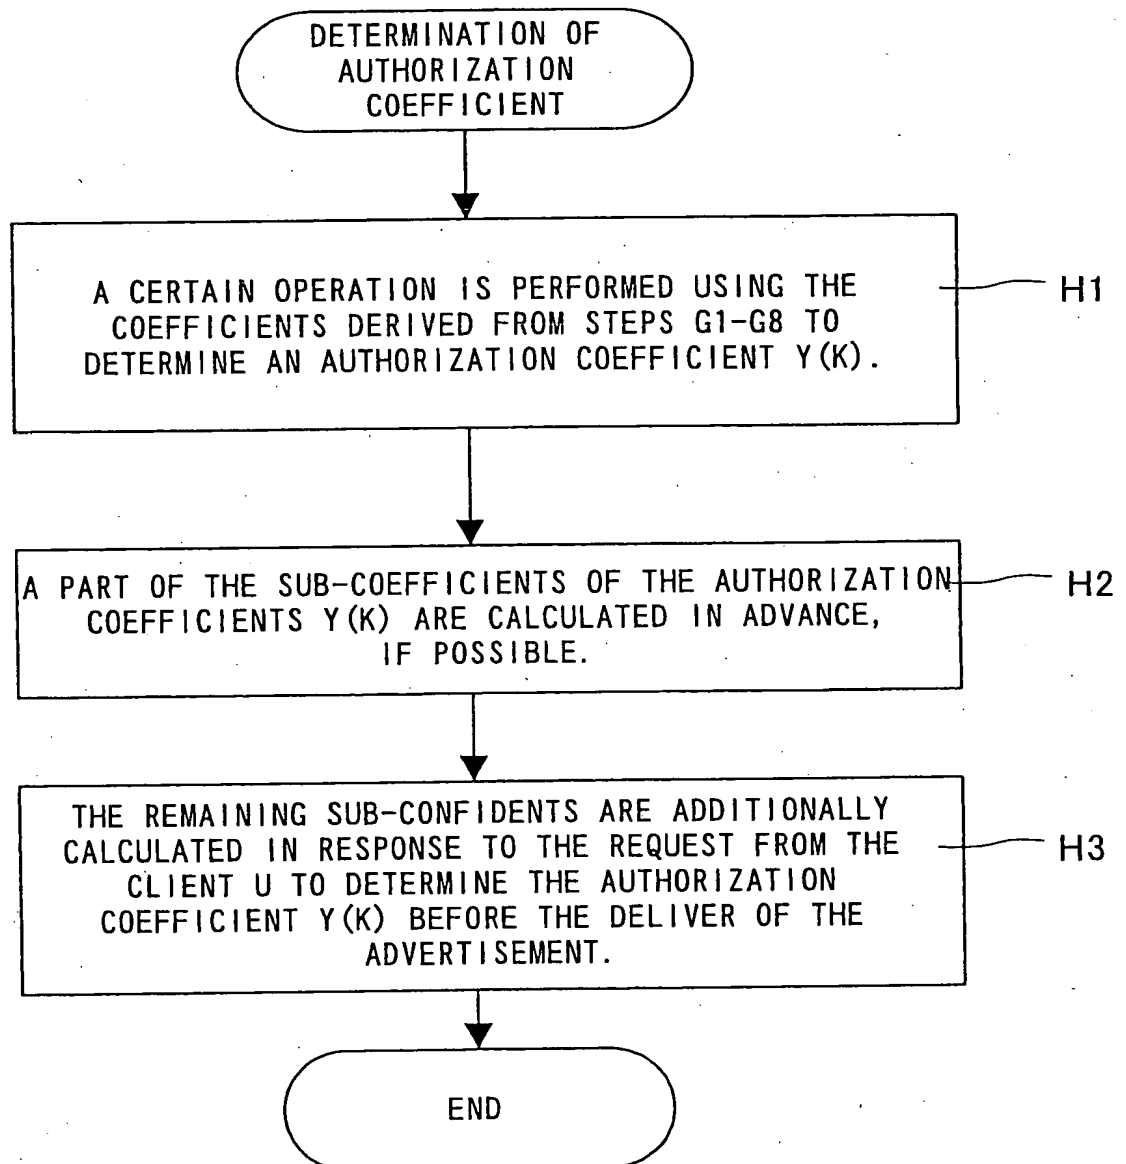 DETERMINATION OF
AUTHORIZATION
COEFFICIENT
A CERTAIN OPERATION IS PERFORMED USING THE
COEFFICIENTS DERIVED FROM STEPS G1-G8 TO
DETERMINE AN AUTHORIZATION COEFFICIENT Y(K).
H1
A PART OF THE SUB-COEFFICIENTS OF THE AUTHORIZATION
COEFFICIENTS Y(K) ARE CALCULATED IN ADVANCE,
IF POSSIBLE.
H2
THE REMAINING SUB-CONFIDENTS ARE ADDITIONALLY
CALCULATED IN RESPONSE TO THE REQUEST FROM THE
CLIENT U TO DETERMINE THE AUTHORIZATION
COEFFICIENT Y(K) BEFORE THE DELIVER OF THE
ADVERTISEMENT.
H3
END